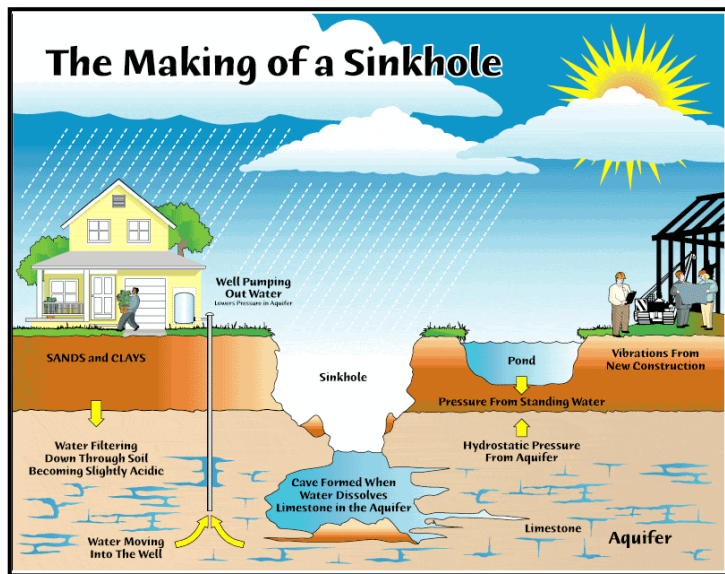 The Making of a Sinkhole
Well Pumping
Out Water
Lowers Pressure in Aquifer
SANDS and CLAYS
Sinkhole
Pond
Vibrations From
New Construction
Pressure From Standing Water
Water Filtering
Down Through Soil
Becoming Slightly Acidic
Hydrostatic Pressure
From Aquifer
Cave Formed When
Water Dissolves
Limestone in the Aquifer
Limestone
Aquifer
Water Moving
Into The Well